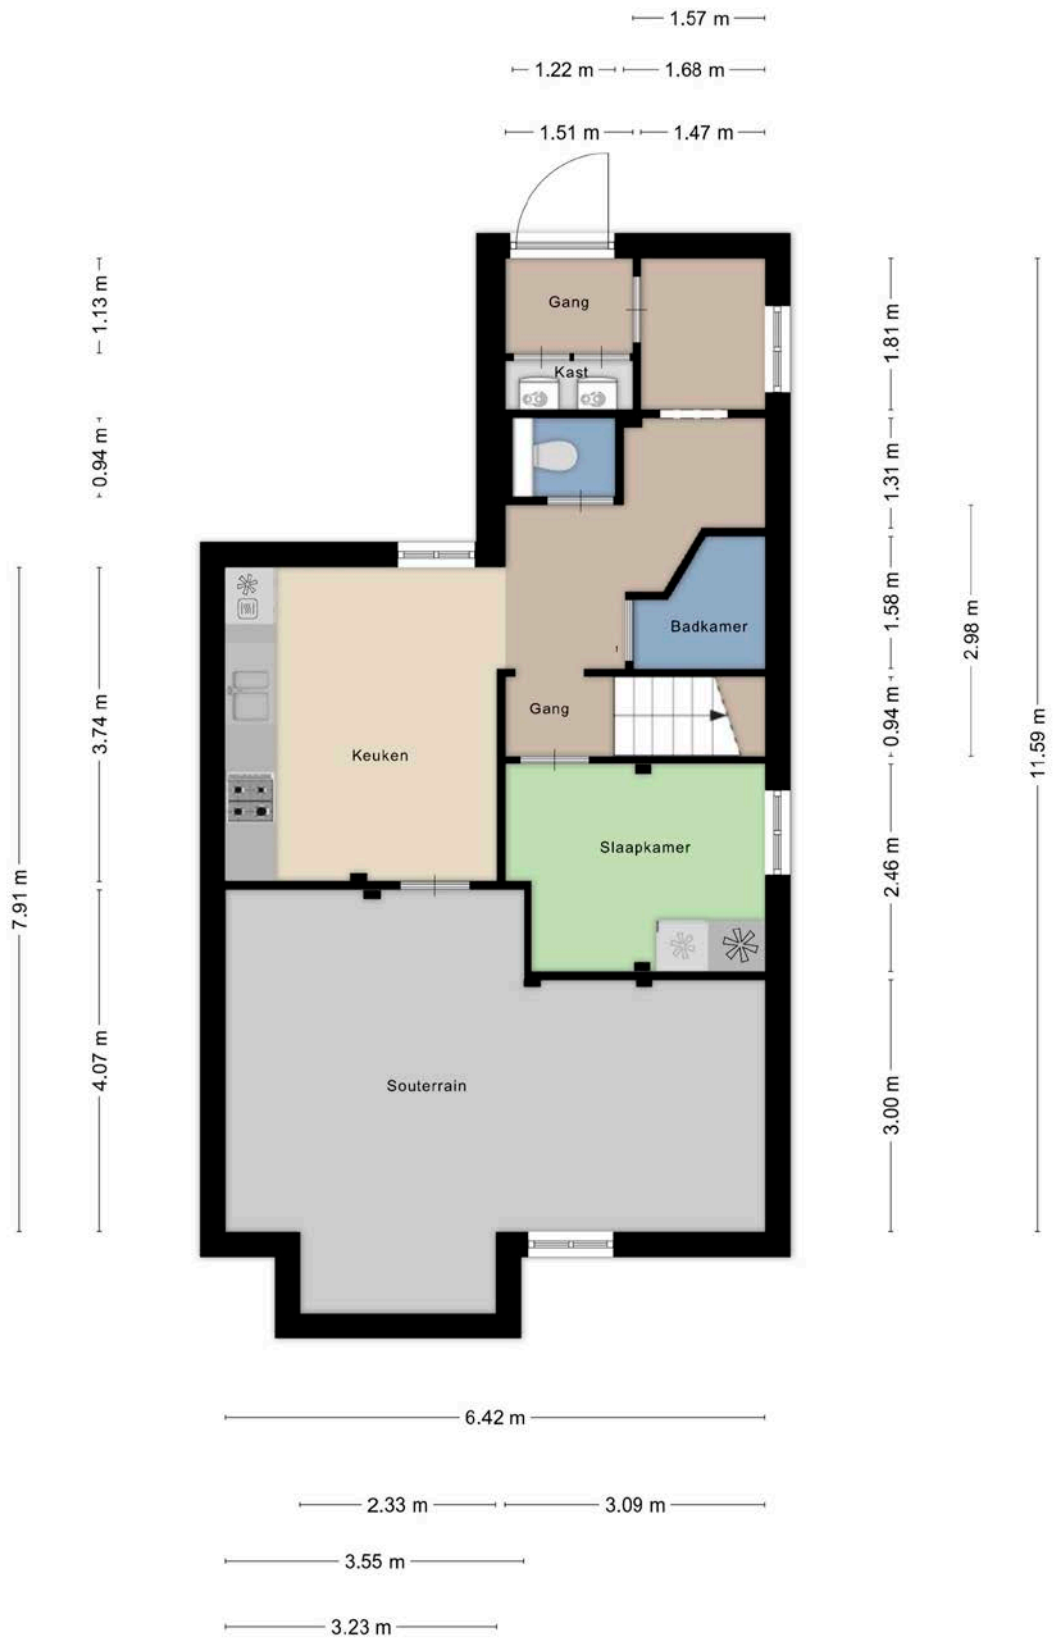 1.57 m
1.22 m
1.68 m
1.51 m
1.47 m
1.13 m
Gang
1.81 m
Kast
0.94 m
1.31 m
1.58 m
2.98 m
Badkamer
3.74 m
Gang
0.94 m
11.59 m
Keuken
Slaapkamer
2.46 m
7.91 m
4.07 m
Souterrain
3.00 m
6.42 m
2.33 m
3.09 m
3.55 m
3.23 m